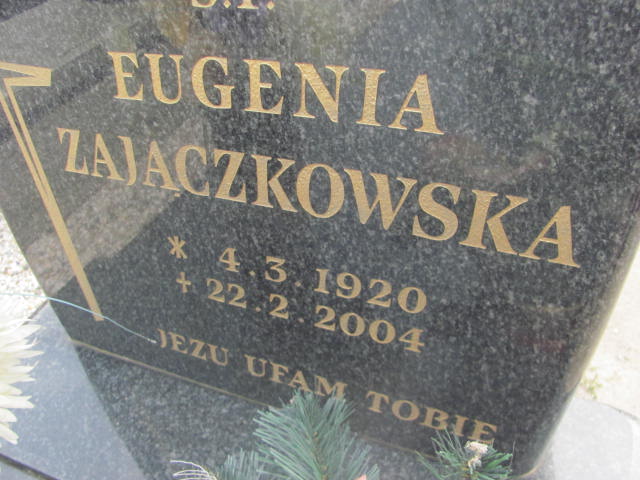 Ś.P.
EUGENIA
ZAJĄCZKOWSKA
* 4.3.1920
+ 22.2.2004
JEZU UFAM TOBIE